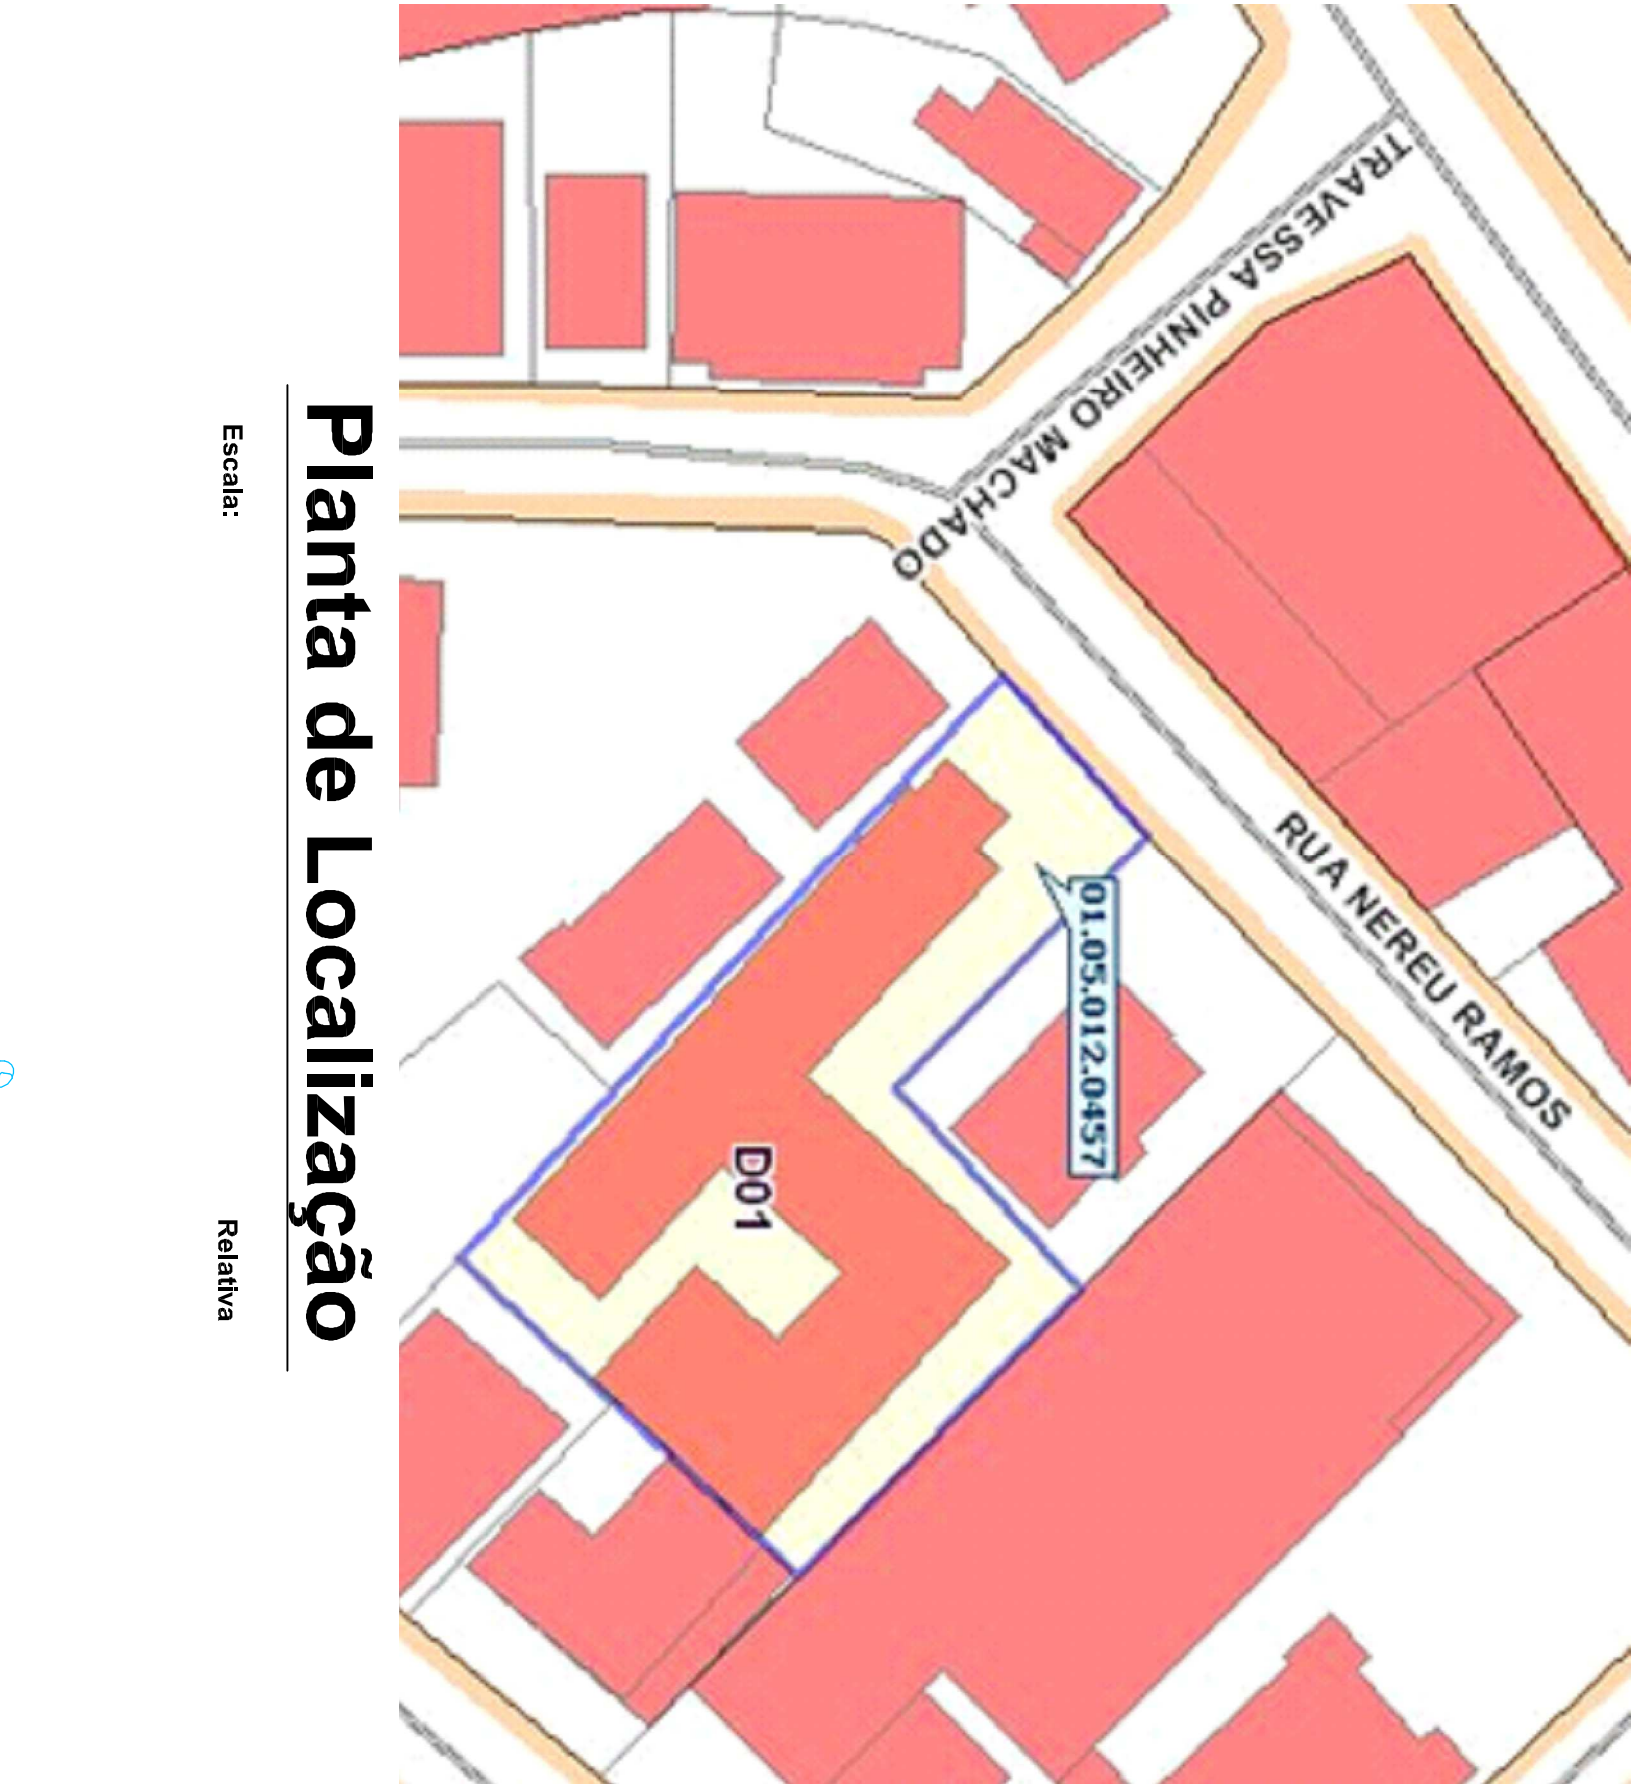 TRAVESSA PINHEIRO MACHADO
RUA NEREU RAMOS
01.05.012.0457
D01
Planta de Localização
Escala:
Relativa